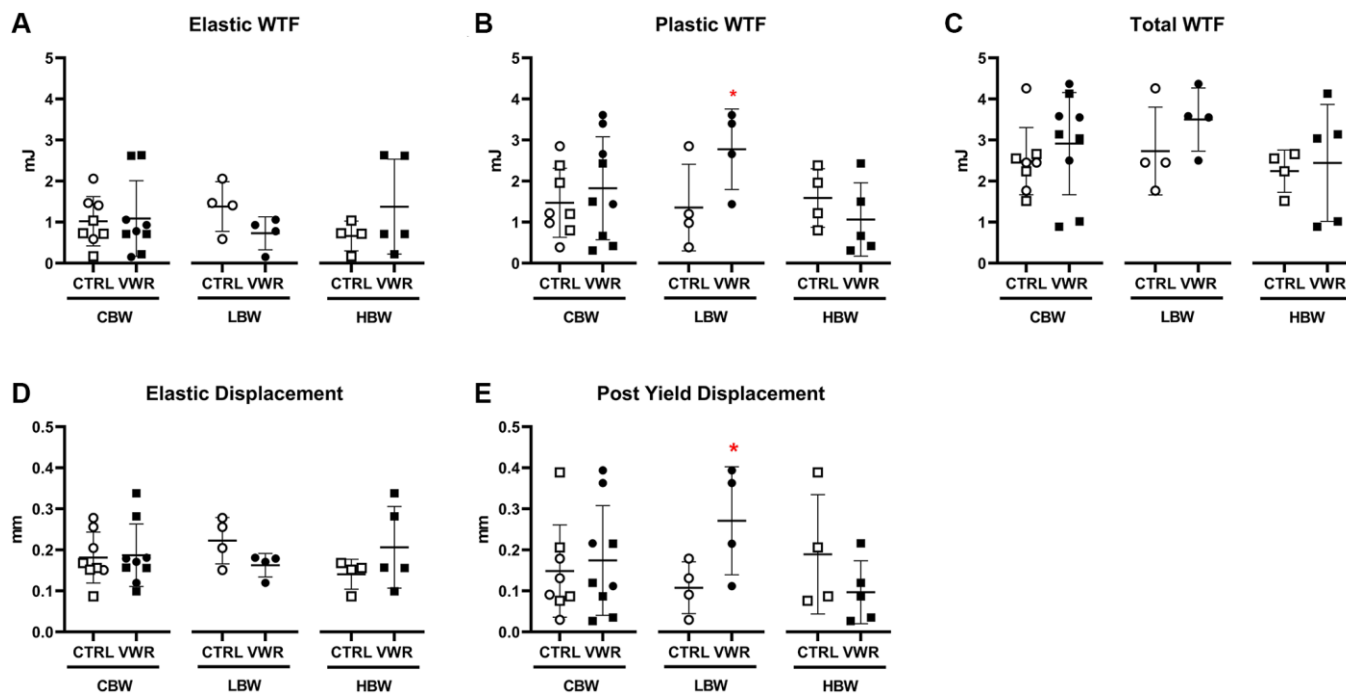 A Elastic WTF
mJ
5
4
3
2
1
0
CTRL VWR CTRL VWR CTRL VWR
CBW LBW HBW
B Plastic WTF
mJ
5
4
3
2
1
0
*
CTRL VWR CTRL VWR CTRL VWR
CBW LBW HBW
C Total WTF
mJ
5
4
3
2
1
0
CTRL VWR CTRL VWR CTRL VWR
CBW LBW HBW
D Elastic Displacement
mm
0.5
0.4
0.3
0.2
0.1
0.0
CTRL VWR CTRL VWR CTRL VWR
CBW LBW HBW
E Post Yield Displacement
mm
0.5
0.4
0.3
0.2
0.1
0.0
*
CTRL VWR CTRL VWR CTRL VWR
CBW LBW HBW